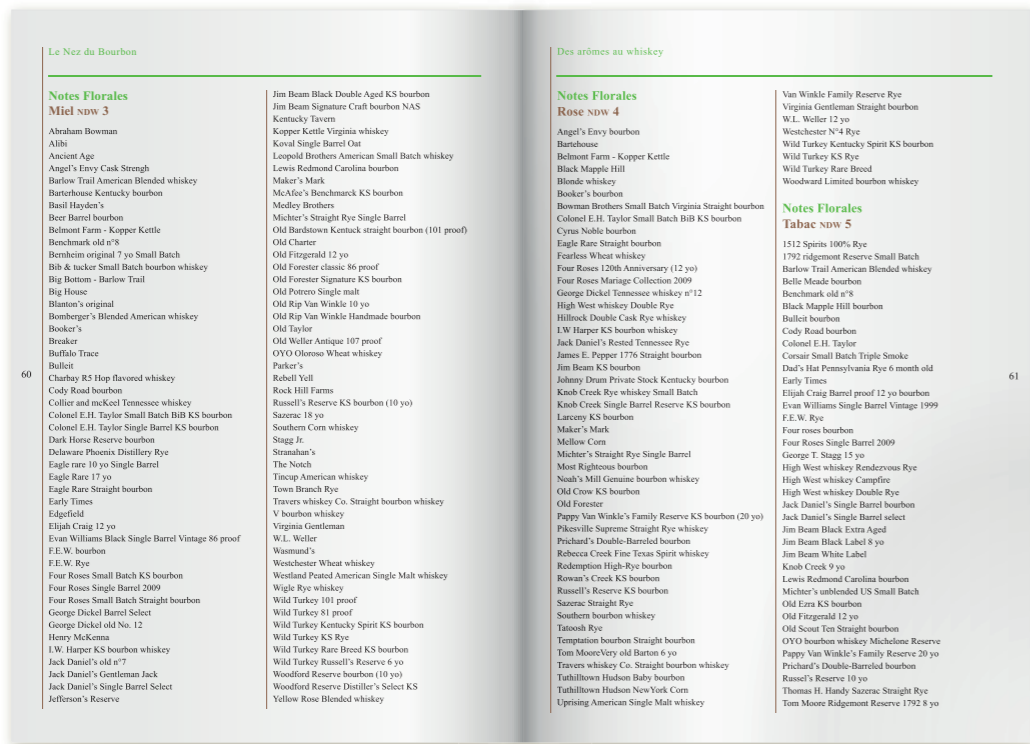 Le Nez du Bourbon
Notes Florales
Miel NDW 3
Abraham Bowman
Alibi
Ancient Age
Angel's Envy Cask Strengh
Barlow Trail American Blended whiskey
Barterhouse Kentucky bourbon
Basil Hayden's
Beer Barrel bourbon
Belmont Farm - Kopper Kettle
Benchmark old n°8
Bernheim original 7 yo Small Batch
Bib & tucker Small Batch bourbon whiskey
Big Bottom - Barlow Trail
Big House
Blanton's original
Bomberger's Blended American whiskey
Booker's
Breaker
Buffalo Trace
Bulleit
Charbay R5 Hop flavored whiskey
Cody Road bourbon
Collier and mcKeel Tennessee whiskey
Colonel E.H. Taylor Small Batch BiB KS bourbon
Colonel E.H. Taylor Single Barrel KS bourbon
Dark Horse Reserve bourbon
Delaware Phoenix Distillery Rye
Eagle rare 10 yo Single Barrel
Eagle Rare 17 yo
Eagle Rare Straight bourbon
Early Times
Edgefield
Elijah Craig 12 yo
Evan Williams Black Single Barrel Vintage 86 proof
F.E.W. bourbon
F.E.W. Rye
Four Roses Small Batch KS bourbon
Four Roses Single Barrel 2009
Four Roses Small Batch Straight bourbon
George Dickel Barrel Select
George Dickel old No. 12
Henry McKenna
I.W. Harper KS bourbon whiskey
Jack Daniel's old n°7
Jack Daniel's Gentleman Jack
Jack Daniel's Single Barrel Select
Jefferson's Reserve
60
Jim Beam Black Double Aged KS bourbon
Jim Beam Signature Craft bourbon NAS
Kentucky Tavern
Kopper Kettle Virginia whiskey
Koval Single Barrel Oat
Leopold Brothers American Small Batch whiskey
Lewis Redmond Carolina bourbon
Maker's Mark
McAfee's Benchmarck KS bourbon
Medley Brothers
Michter's Straight Rye Single Barrel
Old Bardstown Kentuck straight bourbon (101 proof)
Old Charter
Old Fitzgerald 12 yo
Old Forester classic 86 proof
Old Forester Signature KS bourbon
Old Potrero Single malt
Old Rip Van Winkle 10 yo
Old Rip Van Winkle Handmade bourbon
Old Taylor
Old Weller Antique 107 proof
OYO Oloroso Wheat whiskey
Parker's
Rebell Yell
Rock Hill Farms
Russell's Reserve KS bourbon (10 yo)
Sazerac 18 yo
Southern Corn whiskey
Stagg Jr.
Stranahan's
The Notch
Tincup American whiskey
Town Branch Rye
Travers whiskey Co. Straight bourbon whiskey
V bourbon whiskey
Virginia Gentleman
W.L. Weller
Wasmund's
Westchester Wheat whiskey
Westland Peated American Single Malt whiskey
Wigle Rye whiskey
Wild Turkey 101 proof
Wild Turkey 81 proof
Wild Turkey Kentucky Spirit KS bourbon
Wild Turkey KS Rye
Wild Turkey Rare Breed KS bourbon
Wild Turkey Russell's Reserve 6 yo
Woodford Reserve bourbon (10 yo)
Woodford Reserve Distiller's Select KS
Yellow Rose Blended whiskey
Des arômes au whiskey
Notes Florales
Rose NDW 4
Angel's Envy bourbon
Bartehouse
Belmont Farm - Kopper Kettle
Black Mapple Hill
Blonde whiskey
Booker's bourbon
Bowman Brothers Small Batch Virginia Straight bourbon
Colonel E.H. Taylor Small Batch BiB KS bourbon
Cyrus Noble bourbon
Eagle Rare Straight bourbon
Fearless Wheat whiskey
Four Roses 120th Anniversary (12 yo)
Four Roses Mariage Collection 2009
George Dickel Tennessee whiskey n°12
High West whiskey Double Rye
Hillrock Double Cask Rye whiskey
I.W Harper KS bourbon whiskey
Jack Daniel's Rested Tennessee Rye
James E. Pepper 1776 Straight bourbon
Jim Beam KS bourbon
Johnny Drum Private Stock Kentucky bourbon
Knob Creek Rye whiskey Small Batch
Knob Creek Single Barrel Reserve KS bourbon
Larceny KS bourbon
Maker's Mark
Mellow Corn
Michter's Straight Rye Single Barrel
Most Righteous bourbon
Noah's Mill Genuine bourbon whiskey
Old Crow KS bourbon
Old Forester
Pappy Van Winkle's Family Reserve KS bourbon (20 yo)
Pikesville Supreme Straight Rye whiskey
Prichard's Double-Barreled bourbon
Rebecca Creek Fine Texas Spirit whiskey
Redemption High-Rye bourbon
Rowan's Creek KS bourbon
Russell's Reserve KS bourbon
Sazerac Straight Rye
Southern bourbon whiskey
Tatoosh Rye
Temptation bourbon Straight bourbon
Tom MooreVery old Barton 6 yo
Travers whiskey Co. Straight bourbon whiskey
Tuthilltown Hudson Baby bourbon
Tuthilltown Hudson NewYork Corn
Uprising American Single Malt whiskey
Van Winkle Family Reserve Rye
Virginia Gentleman Straight bourbon
W.L. Weller 12 yo
Westchester N°4 Rye
Wild Turkey Kentucky Spirit KS bourbon
Wild Turkey KS Rye
Wild Turkey Rare Breed
Woodward Limited bourbon whiskey
Notes Florales
Tabac NDW 5
1512 Spirits 100% Rye
1792 ridgemont Reserve Small Batch
Barlow Trail American Blended whiskey
Belle Meade bourbon
Benchmark old n°8
Black Mapple Hill bourbon
Bulleit bourbon
Cody Road bourbon
Colonel E.H. Taylor
Corsair Small Batch Triple Smoke
Dad's Hat Pennsylvania Rye 6 month old
Early Times
Elijah Craig Barrel proof 12 yo bourbon
Evan Williams Single Barrel Vintage 1999
F.E.W. Rye
Four roses bourbon
Four Roses Single Barrel 2009
George T. Stagg 15 yo
High West whiskey Rendezvous Rye
High West whiskey Campfire
High West whiskey Double Rye
Jack Daniel's Single Barrel bourbon
Jack Daniel's Single Barrel select
Jim Beam Black Extra Aged
Jim Beam Black Label 8 yo
Jim Beam White Label
Knob Creek 9 yo
Lewis Redmond Carolina bourbon
Michter's unblended US Small Batch
Old Ezra KS bourbon
Old Fitzgerald 12 yo
Old Scout Ten Straight bourbon
OYO bourbon whiskey Michelone Reserve
Pappy Van Winkle's Family Reserve 20 yo
Prichard's Double-Barreled bourbon
Russel's Reserve 10 yo
Thomas H. Handy Sazerac Straight Rye
Tom Moore Ridgemont Reserve 1792 8 yo
61